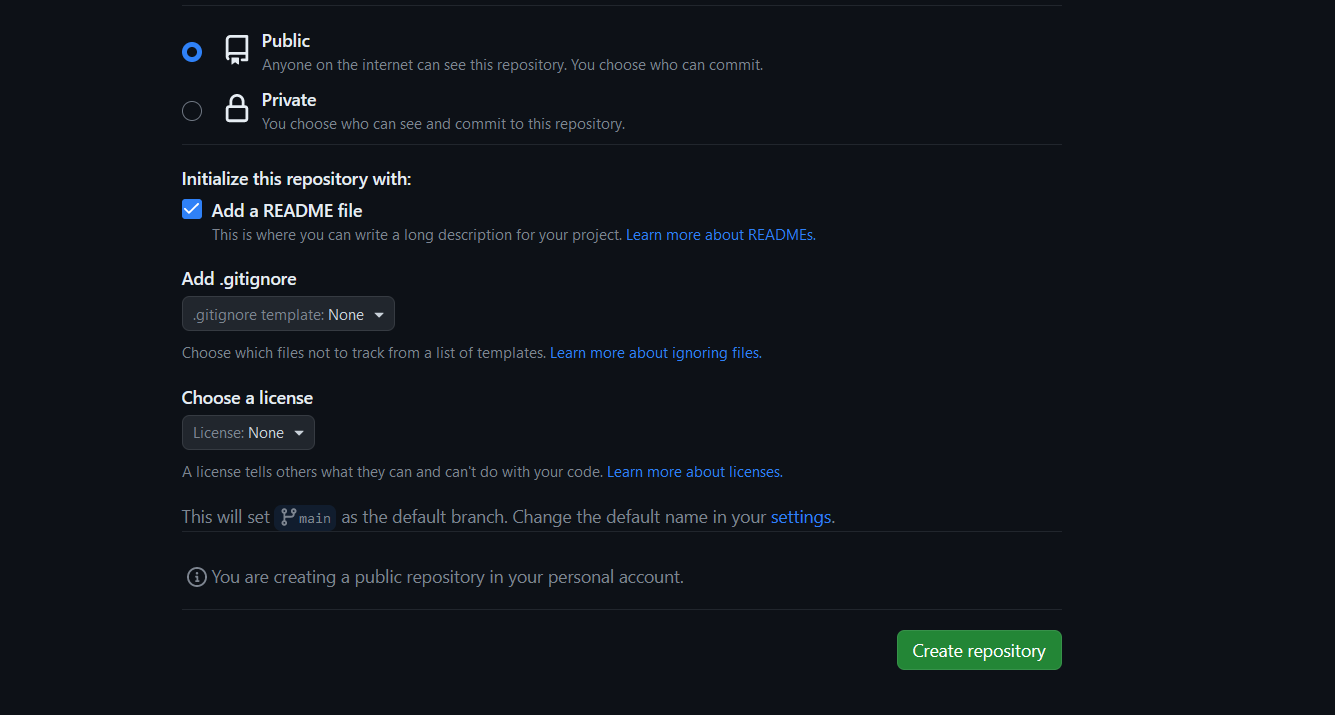 Public
Anyone on the internet can see this repository. You choose who can commit.
Private
You choose who can see and commit to this repository.
Initialize this repository with:
Add a README file
This is where you can write a long description for your project. Learn more about READMEs.
Add .gitignore
.gitignore template: None
Choose which files not to track from a list of templates. Learn more about ignoring files.
Choose a license
License: None
A license tells others what they can and can't do with your code. Learn more about licenses.
This will set main as the default branch. Change the default name in your settings.
You are creating a public repository in your personal account.
Create repository